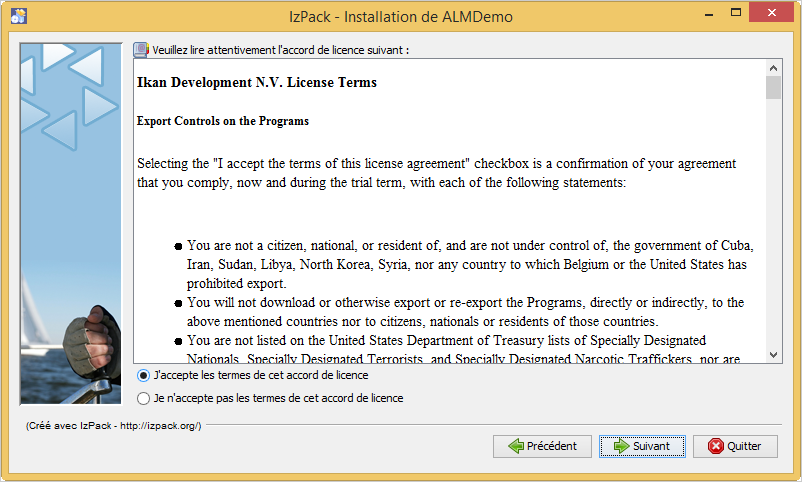 IzPack - Installation de ALMDemo
Veuillez lire attentivement l'accord de licence suivant :
Ikan Development N.V. License Terms
Export Controls on the Programs
Selecting the "I accept the terms of this license agreement" checkbox is a confirmation of your agreement
that you comply, now and during the trial term, with each of the following statements:
You are not a citizen, national, or resident of, and are not under control of, the government of Cuba,
Iran, Sudan, Libya, North Korea, Syria, nor any country to which Belgium or the United States has
prohibited export.
You will not download or otherwise export or re-export the Programs, directly or indirectly, to the
above mentioned countries nor to citizens, nationals or residents of those countries.
You are not listed on the United States Department of Treasury lists of Specially Designated
Nationals, Specially Designated Terrorists, and Specially Designated Narcotic Traffickers, nor are
J'accepte les termes de cet accord de licence
Je n'accepte pas les termes de cet accord de licence
(Créé avec IzPack - http://izpack.org/)
Précédent
Suivant
Quitter